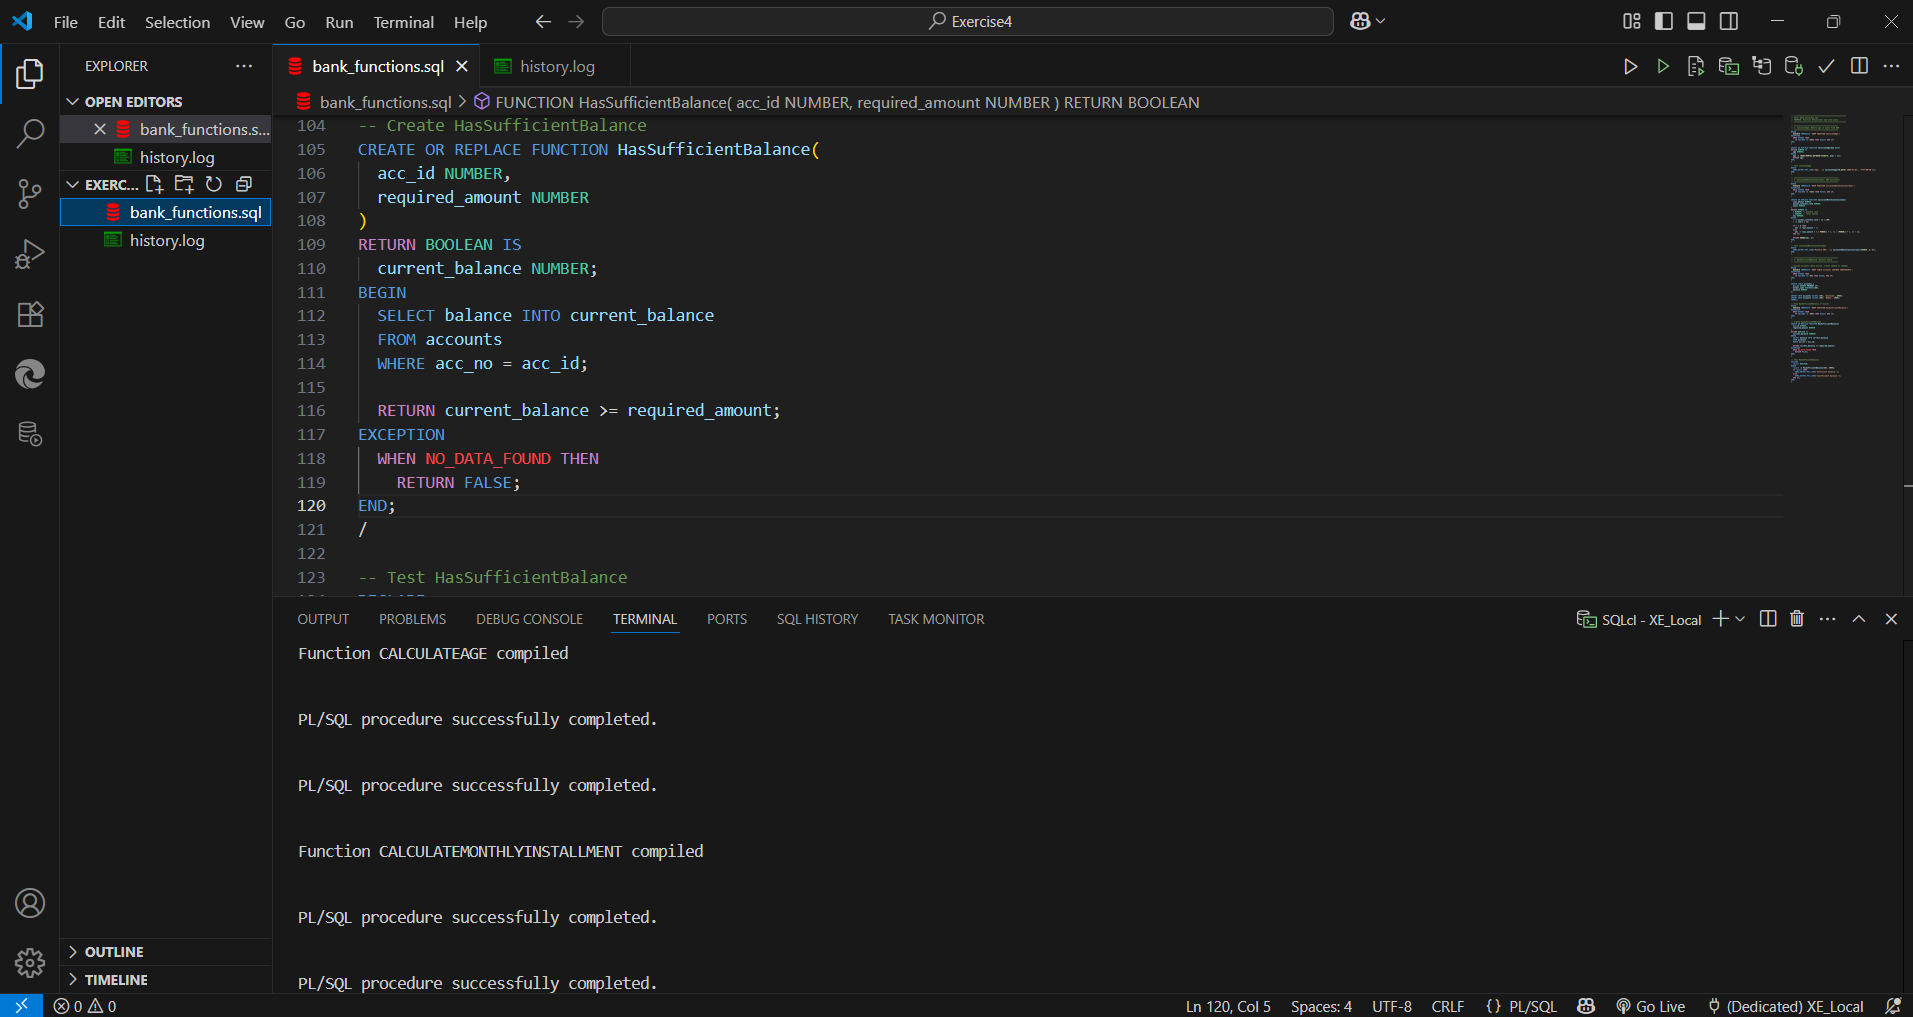 File Edit Selection View Go Run Terminal Help
Exercise4
EXPLORER
OPEN EDITORS
bank_functions.s...
history.log
EXERC...
bank_functions.sql
history.log
OUTLINE
TIMELINE
bank_functions.sql
history.log
bank_functions.sql > FUNCTION HasSufficientBalance( acc_id NUMBER, required_amount NUMBER ) RETURN BOOLEAN
104 -- Create HasSufficientBalance
105 CREATE OR REPLACE FUNCTION HasSufficientBalance(
106 acc_id NUMBER,
107 required_amount NUMBER
108 )
109 RETURN BOOLEAN IS
110 current_balance NUMBER;
111 BEGIN
112 SELECT balance INTO current_balance
113 FROM accounts
114 WHERE acc_no = acc_id;
115
116 RETURN current_balance >= required_amount;
117 EXCEPTION
118 WHEN NO_DATA_FOUND THEN
119 RETURN FALSE;
120 END;
121 /
122
123 -- Test HasSufficientBalance
OUTPUT PROBLEMS DEBUG CONSOLE TERMINAL PORTS SQL HISTORY TASK MONITOR
SQLcl - XE_Local
Function CALCULATEAGE compiled
PL/SQL procedure successfully completed.
PL/SQL procedure successfully completed.
Function CALCULATEMONTHLYINSTALLMENT compiled
PL/SQL procedure successfully completed.
PL/SQL procedure successfully completed.
0 0
Ln 120, Col 5 Spaces: 4 UTF-8 CRLF {} PL/SQL Go Live (Dedicated) XE_Local